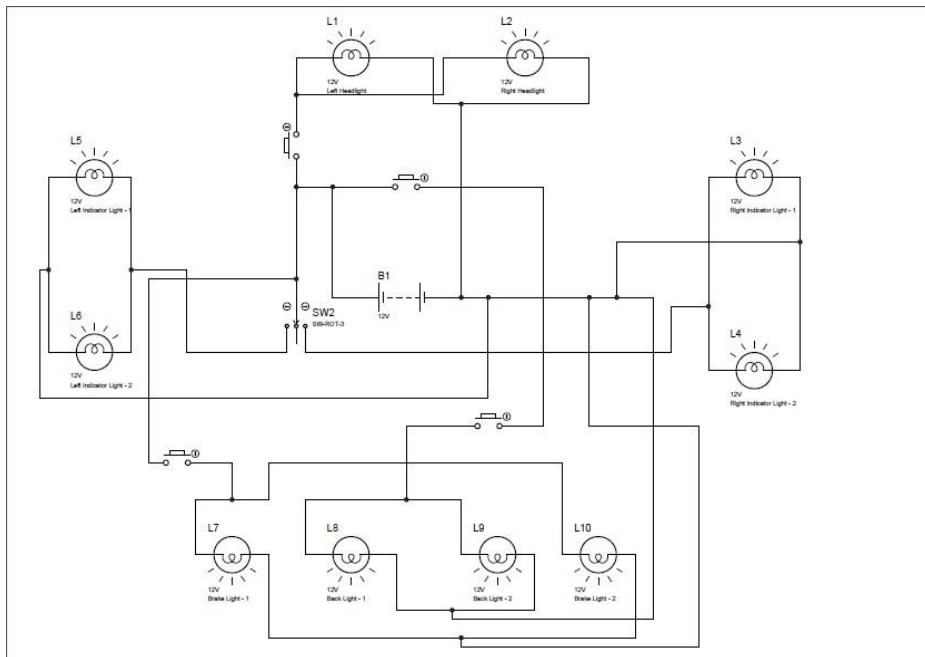 L1
12V
Left Headlight
L2
12V
Right Headlight
L5
12V
Left Indicator Light - 1
L3
12V
Right Indicator Light - 1
B1
12V
SW2
SW-ROT-3
L6
12V
Left Indicator Light - 2
L4
12V
Right Indicator Light - 2
L7
12V
Brake Light - 1
L8
12V
Back Light - 1
L9
12V
Back Light - 2
L10
12V
Brake Light - 2